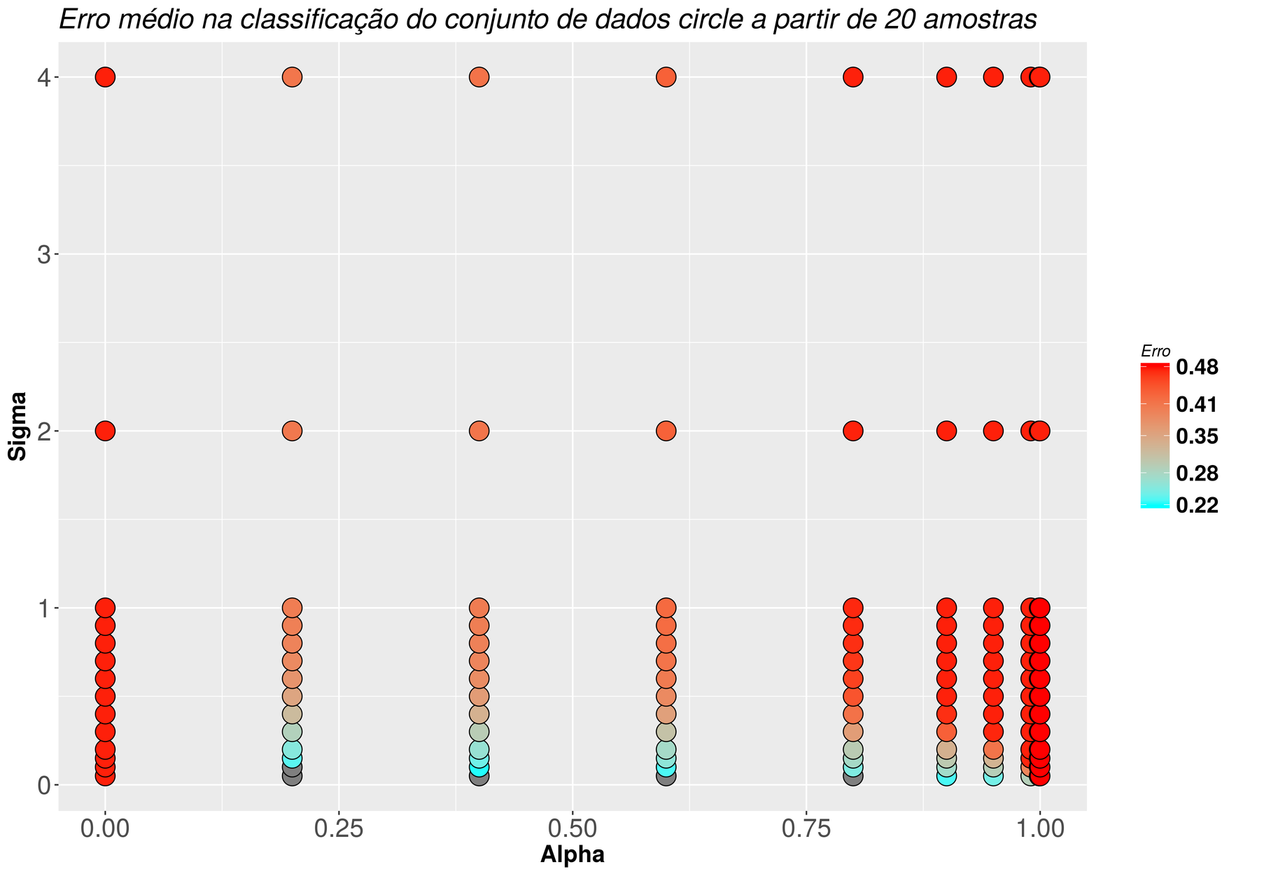 Erro médio na classificação do conjunto de dados circle a partir de 20 amostras
4
3
2
1
0
Sigma
0.00 0.25 0.50 0.75 1.00
Alpha
Erro
0.48
0.41
0.35
0.28
0.22